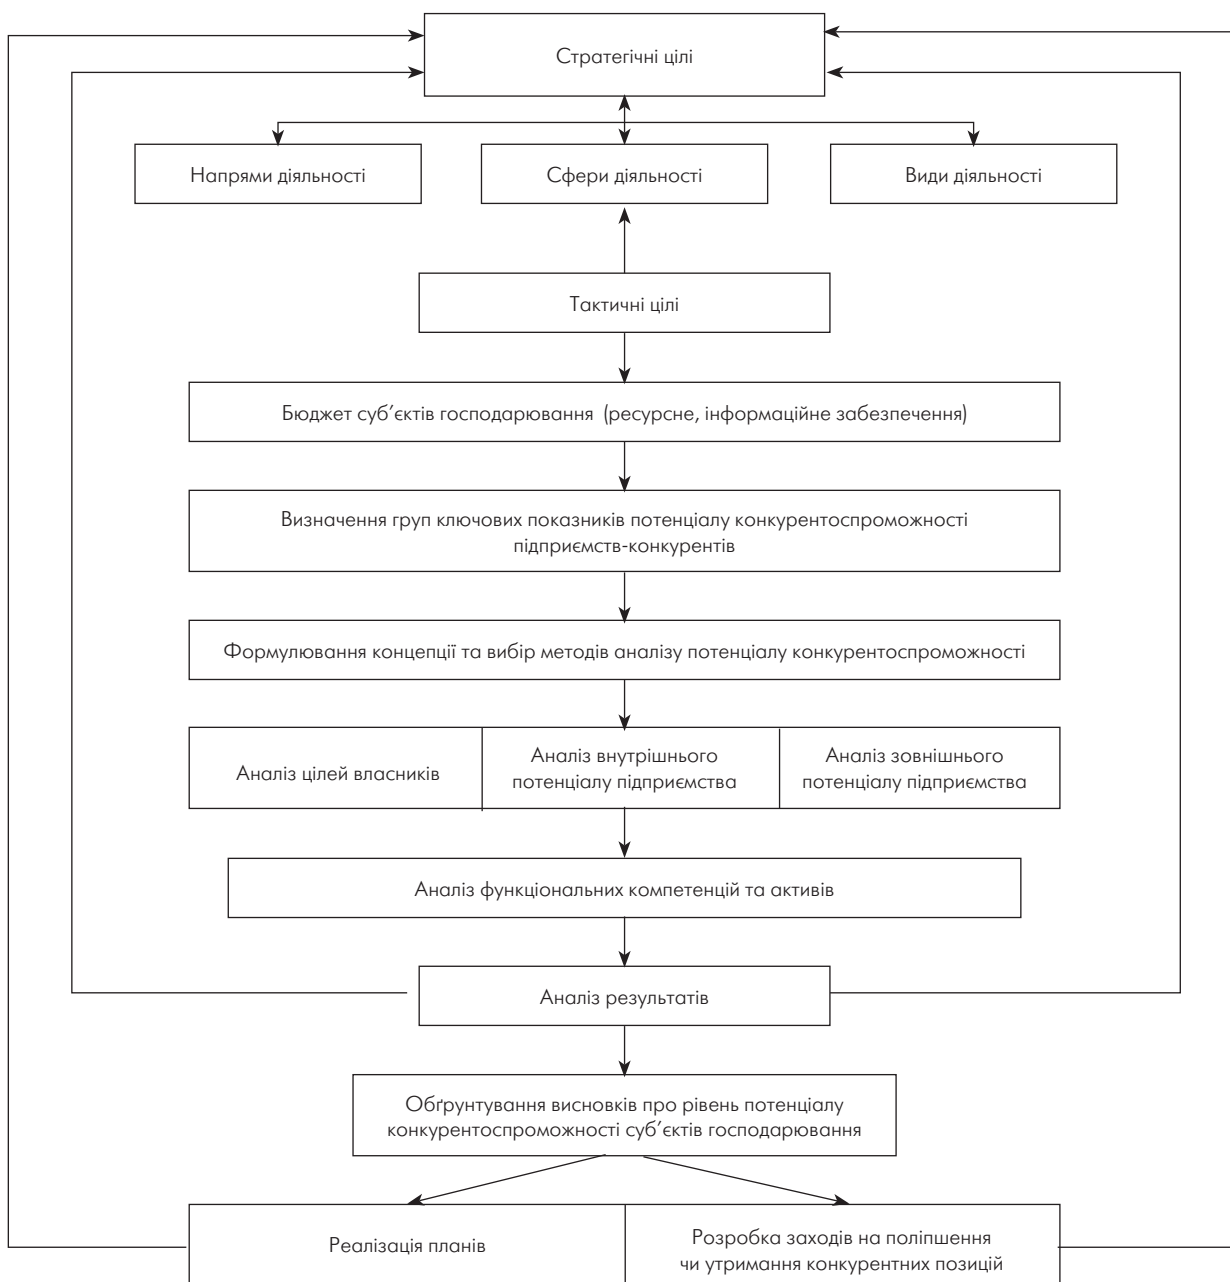 Стратегічні цілі
Напрями діяльності
Сфери діяльності
Види діяльності
Тактичні цілі
Бюджет суб’єктів господарювання (ресурсне, інформаційне забезпечення)
Визначення груп ключових показників потенціалу конкурентоспроможності
підприємств-конкурентів
Формулювання концепції та вибір методів аналізу потенціалу конкурентоспроможності
Аналіз цілей власників
Аналіз внутрішнього
потенціалу підприємства
Аналіз зовнішнього
потенціалу підприємства
Аналіз функціональних компетенцій та активів
Аналіз результатів
Обґрунтування висновків про рівень потенціалу
конкурентоспроможності суб’єктів господарювання
Реалізація планів
Розробка заходів на поліпшення
чи утримання конкурентних позицій